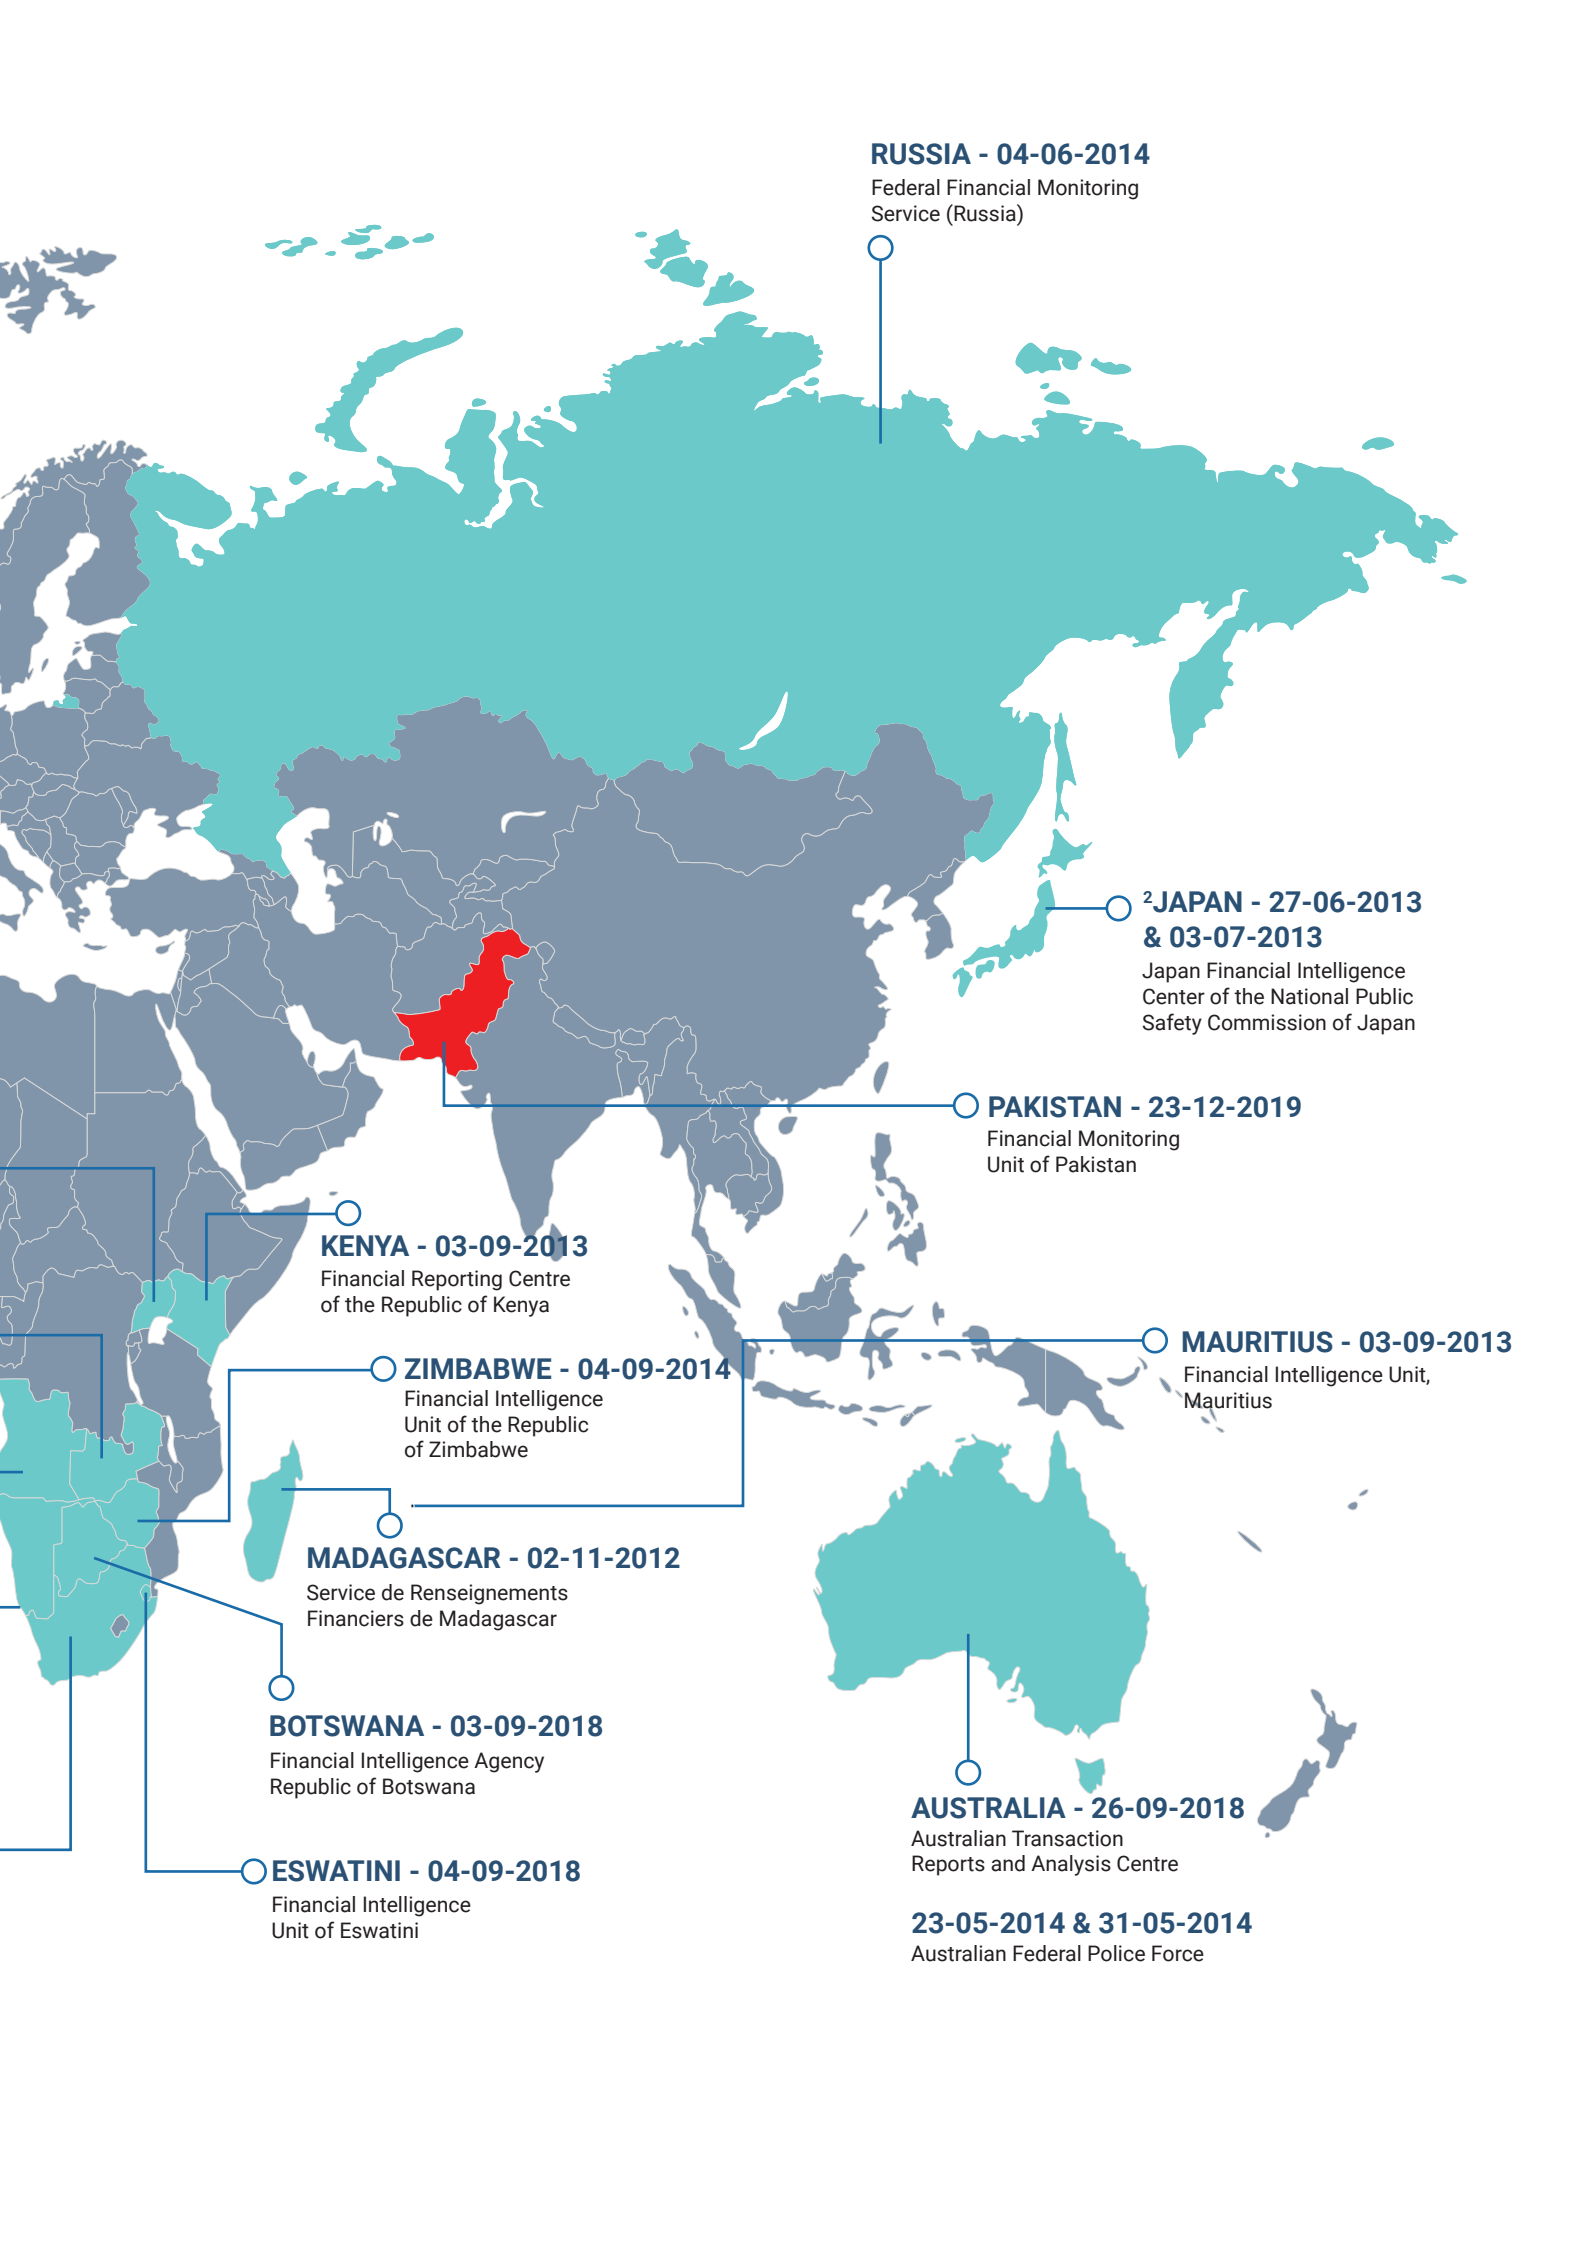 RUSSIA - 04-06-2014
Federal Financial Monitoring
Service (Russia)
²JAPAN - 27-06-2013
& 03-07-2013
Japan Financial Intelligence
Center of the National Public
Safety Commission of Japan
PAKISTAN - 23-12-2019
Financial Monitoring
Unit of Pakistan
KENYA - 03-09-2013
Financial Reporting Centre
of the Republic of Kenya
MAURITIUS - 03-09-2013
Financial Intelligence Unit,
Mauritius
ZIMBABWE - 04-09-2014
Financial Intelligence
Unit of the Republic
of Zimbabwe
MADAGASCAR - 02-11-2012
Service de Renseignements
Financiers de Madagascar
BOTSWANA - 03-09-2018
Financial Intelligence Agency
Republic of Botswana
AUSTRALIA - 26-09-2018
Australian Transaction
Reports and Analysis Centre
23-05-2014 & 31-05-2014
Australian Federal Police Force
ESWATINI - 04-09-2018
Financial Intelligence
Unit of Eswatini